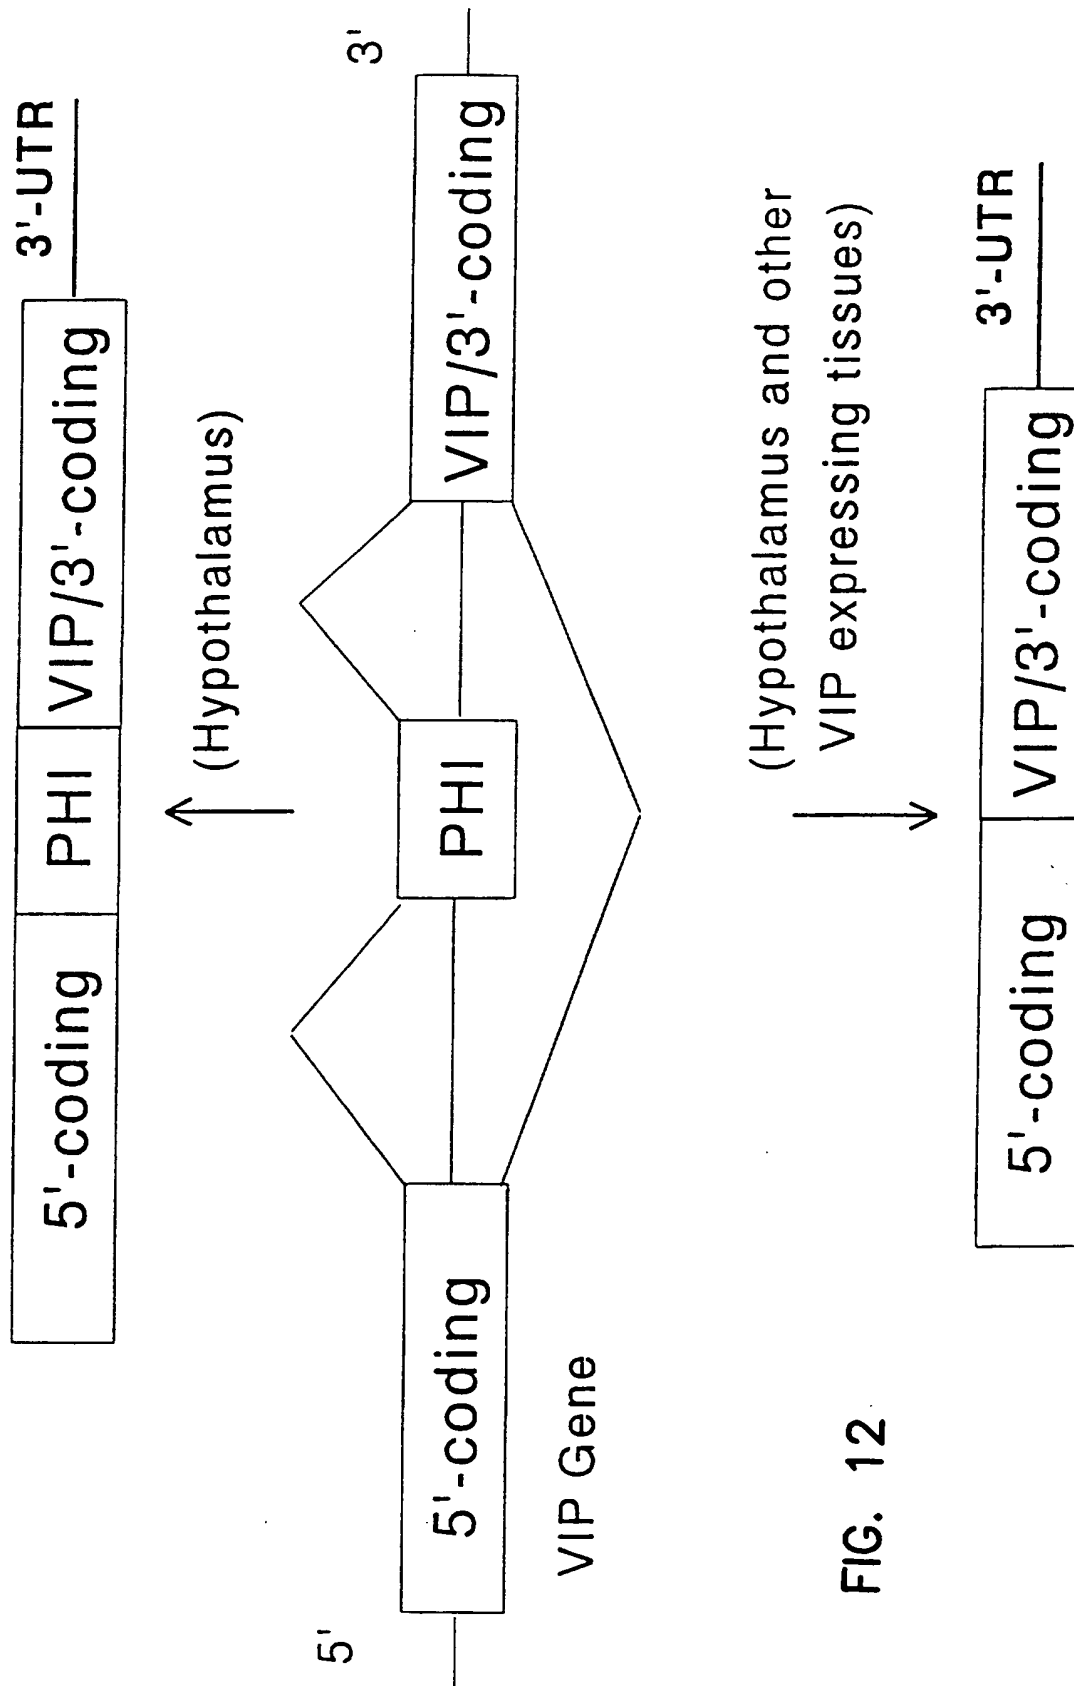 3'-UTR
5'-coding PHI VIP/3'-coding
(Hypothalamus)
5' 3'
5'-coding PHI VIP/3'-coding
VIP Gene
(Hypothalamus and other
VIP expressing tissues)
FIG. 12
3'-UTR
5'-coding VIP/3'-coding